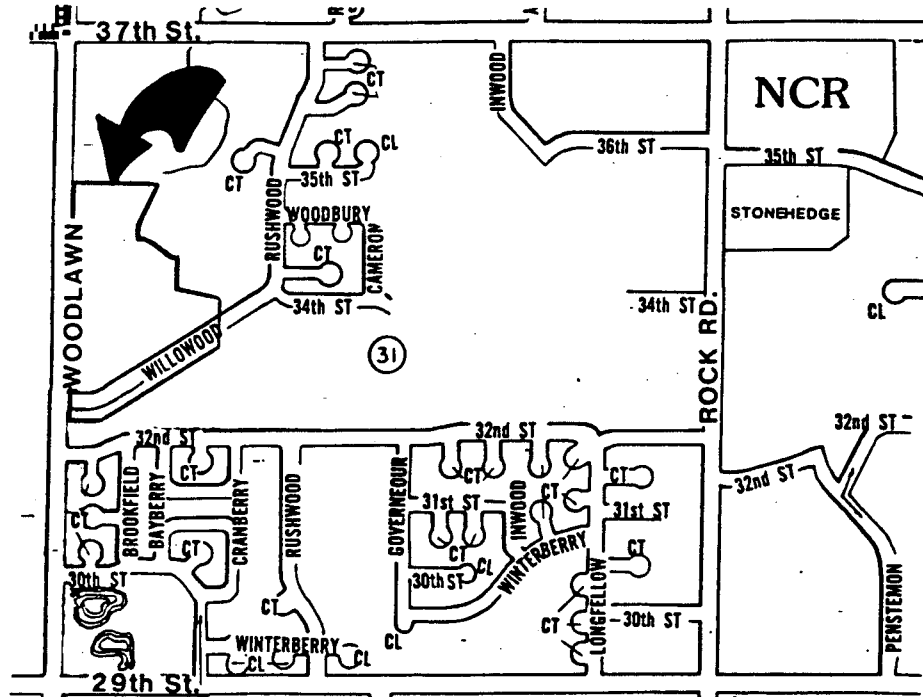 37th St.
CT
INWOOD
NCR
CT
CL
36th ST
35th ST
CT
35th ST
RUSHWOOD
WOODBURY
STONEHEDGE
CT
CAMERON
WOODLAWN
34th ST
34th ST
CL
ROCK RD.
WILLOWOOD
31
32nd ST
32nd ST
32nd ST
CT
CT
CT
32nd ST
BROOKFIELD
BAYBERRY
CRANBERRY
RUSHWOOD
GOVERNEOUR
31st ST
INWOOD
CT
31st ST
CT
CT
CT
CL
WINTERBERRY
CT
30th ST
30th ST
LONGFELLOW
PENSTEMON
CT
CT
30th ST
CL
WINTERBERRY
CL
29th St.